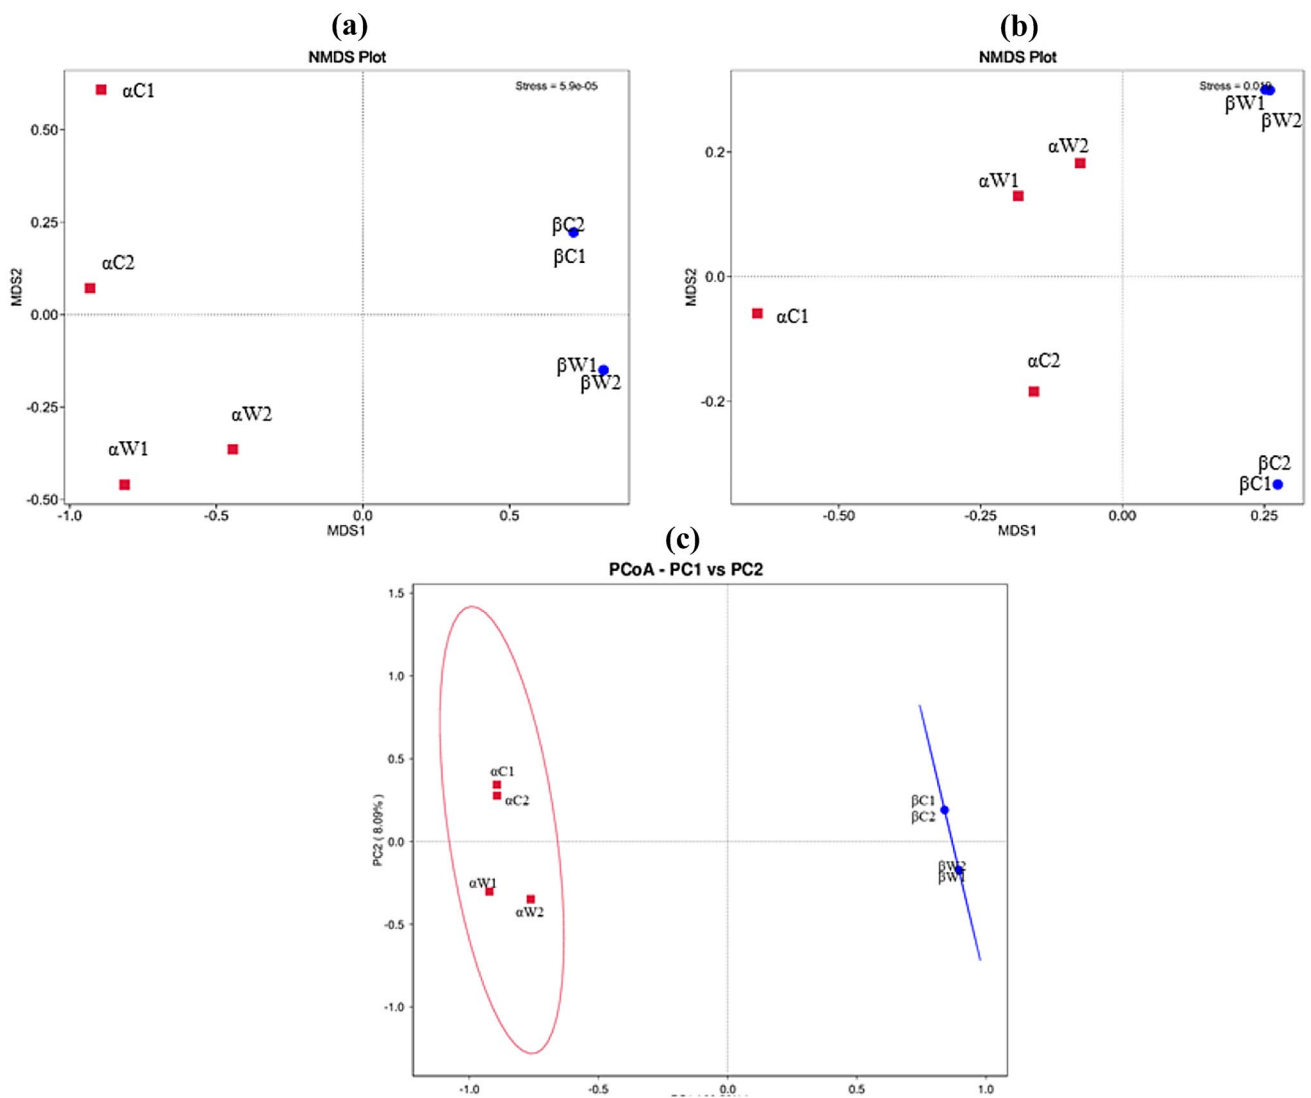 (a)
NMDS Plot
Stress = 5.9e-05
αC1
0.50
0.25
βC2
βC1
αC2
MDS2
0.00
βW1
βW2
-0.25
αW2
αW1
-0.50
-1.0 -0.5 0.0 0.5
MDS1
(b)
NMDS Plot
Stress =
βW1
βW2
αW2
0.2
αW1
MDS2
0.0
αC1
αC2
-0.2
βC2
βC1
-0.50 -0.25 0.00 0.25
MDS1
(c)
PCoA - PC1 vs PC2
1.5
1.0
0.5
αC1
αC2
βC1
βC2
PC2 ( 8.09% )
0.0
βW2
βW1
αW1
αW2
-0.5
-1.0
-1.0 -0.5 0.0 0.5 1.0